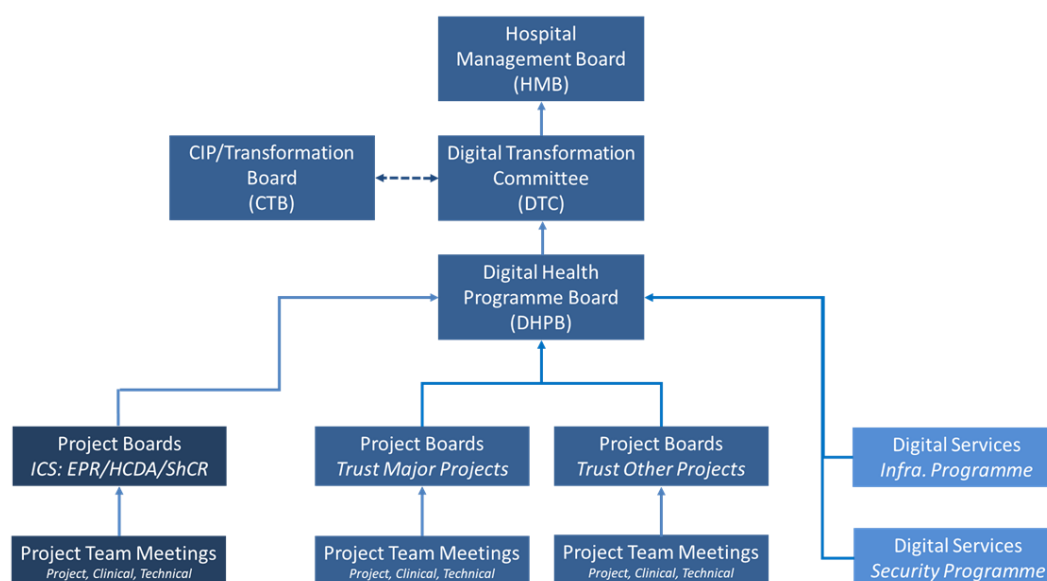 Hospital
Management Board
(HMB)
CIP/Transformation
Board
(CTB)
Digital Transformation
Committee
(DTC)
Digital Health
Programme Board
(DHPB)
Project Boards
ICS: EPR/HCDA/ShCR
Project Boards
Trust Major Projects
Project Boards
Trust Other Projects
Digital Services
Infra. Programme
Project Team Meetings
Project, Clinical, Technical
Project Team Meetings
Project, Clinical, Technical
Project Team Meetings
Project, Clinical, Technical
Digital Services
Security Programme